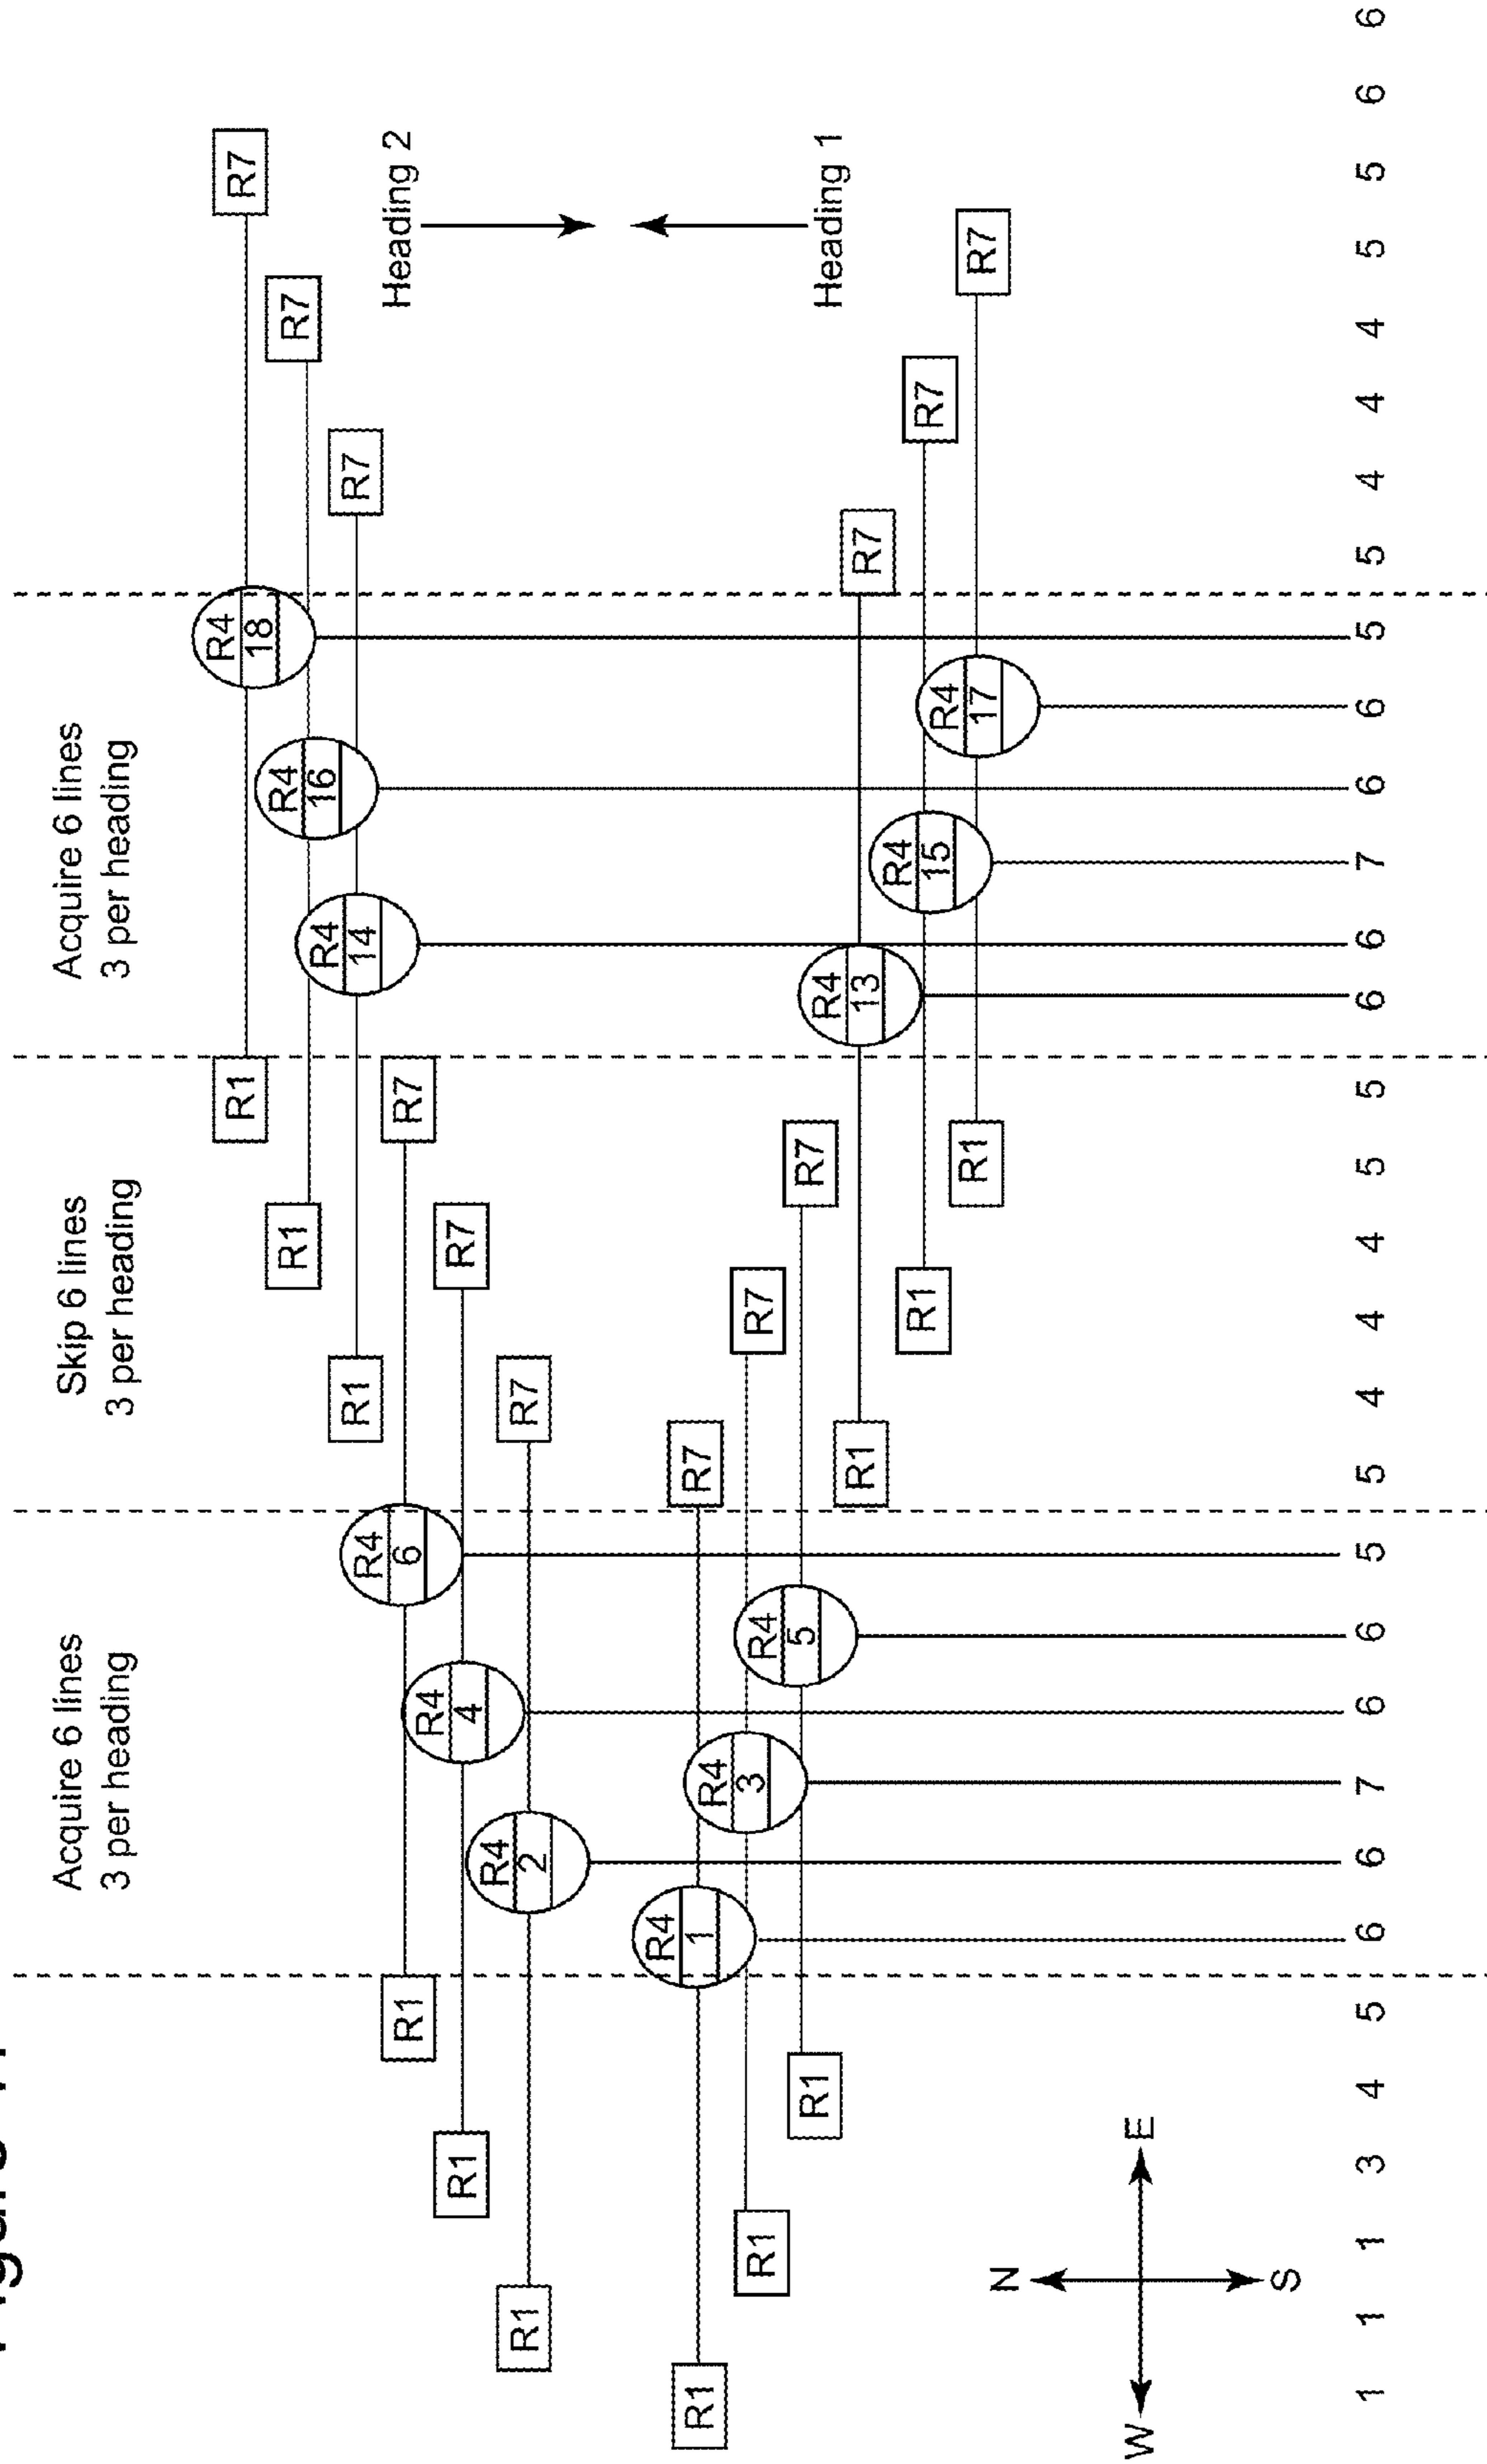 Acquire 6 lines
3 per heading
Skip 6 lines
3 per heading
Acquire 6 lines
3 per heading
R1 R4 R7
18
R1 R4 R7
16
R1 R4 R7
14
R1 R4 R7
6
Heading 2
R1 R4 R7
4
R1 R4 R7
2
R1 R4 R7
1
R1 R4 R7
3
R1 R4 R7
5
Heading 1
R1 R4 R7
13
R1 R4 R7
15
R1 R4 R7
17
N
W E
S
1 1 1 3 4 5 6 6 7 6 6 5 5 4 4 4 5 5 6 6 7 6 6 5 5 4 4 4 5 5 6 6